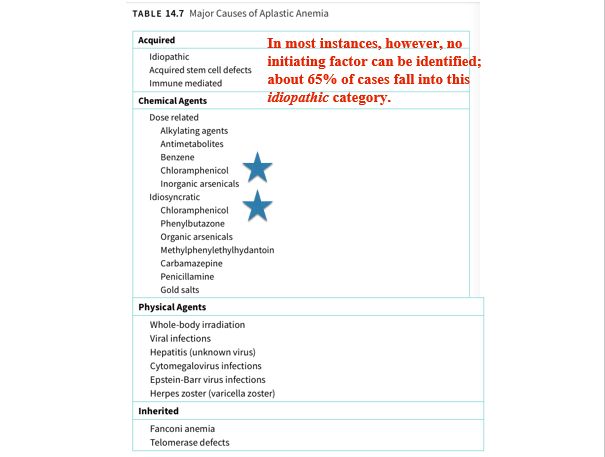 TABLE 14.7 Major Causes of Aplastic Anemia
Acquired
Idiopathic
Acquired stem cell defects
Immune mediated
In most instances, however, no
initiating factor can be identified;
about 65% of cases fall into this
idiopathic category.
Chemical Agents
Dose related
Alkylating agents
Antimetabolites
Benzene
Chloramphenicol
Inorganic arsenicals
Idiosyncratic
Chloramphenicol
Phenylbutazone
Organic arsenicals
Methylphenylethylhydantoin
Carbamazepine
Penicillamine
Gold salts
Physical Agents
Whole-body irradiation
Viral infections
Hepatitis (unknown virus)
Cytomegalovirus infections
Epstein-Barr virus infections
Herpes zoster (varicella zoster)
Inherited
Fanconi anemia
Telomerase defects